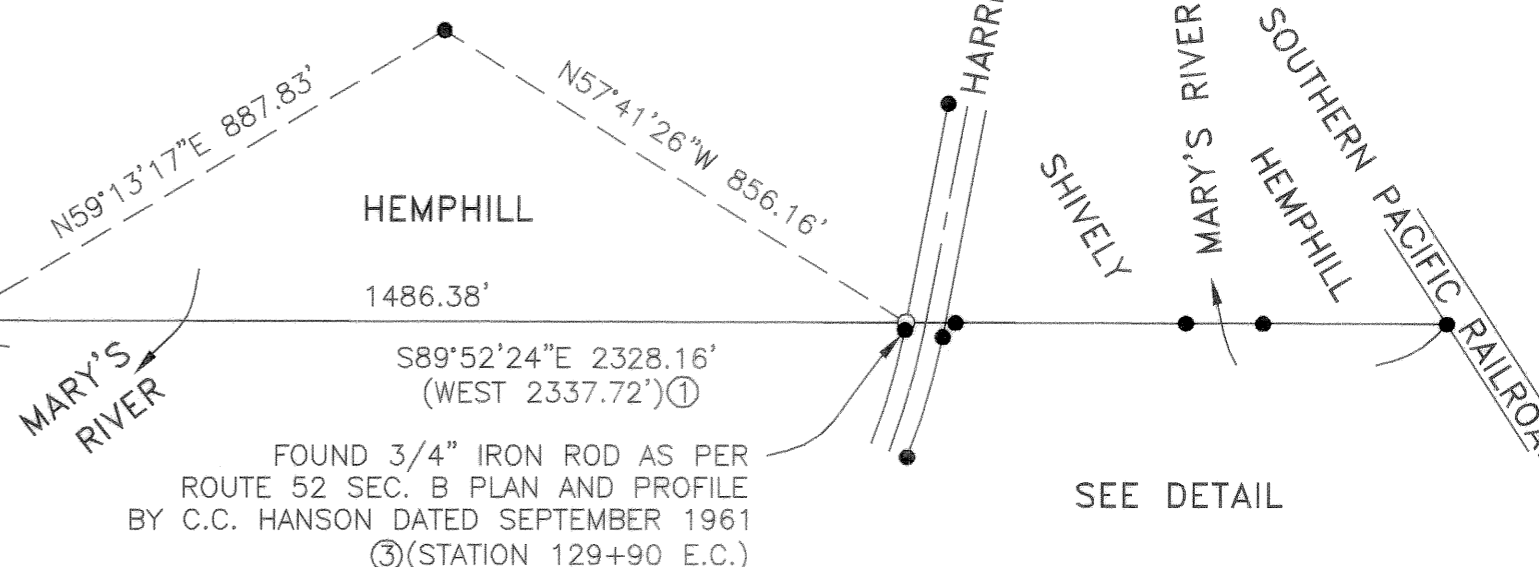 N59°13'17"E 887.83'
N57°41'26"W 856.16'
HEMPHILL
1486.38'
S89°52'24"E 2328.16'
(WEST 2337.72')①
MARY'S
RIVER
FOUND 3/4" IRON ROD AS PER
ROUTE 52 SEC. B PLAN AND PROFILE
BY C.C. HANSON DATED SEPTEMBER 1961
③(STATION 129+90 E.C.)
SHIVELY
MARY'S RIVER
HEMPHILL
SOUTHERN PACIFIC
SEE DETAIL